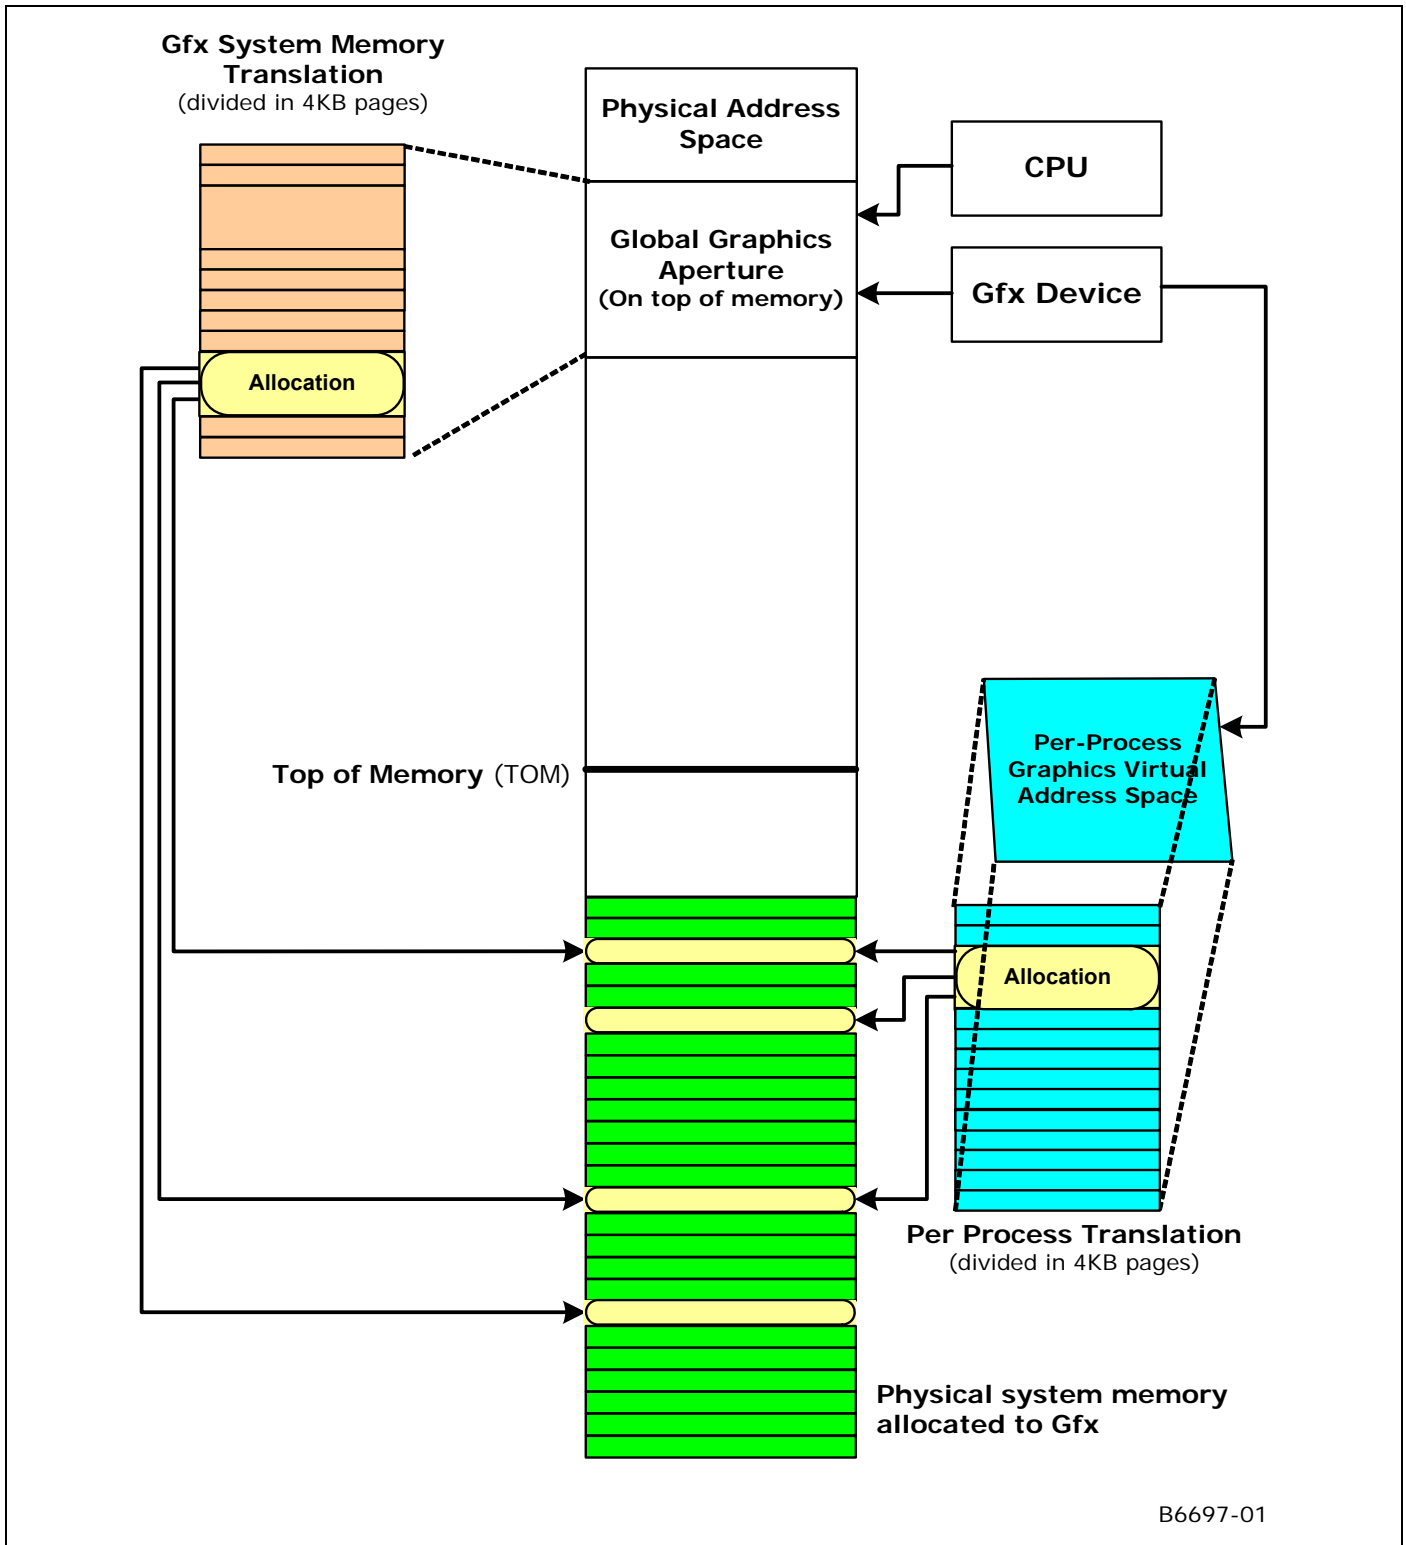 Gfx System Memory
Translation
(divided in 4KB pages)
Physical Address
Space
CPU
Global Graphics
Aperture
(On top of memory)
Gfx Device
Allocation
Top of Memory (TOM)
Per-Process
Graphics Virtual
Address Space
Allocation
Per Process Translation
(divided in 4KB pages)
Physical system memory
allocated to Gfx
B6697-01